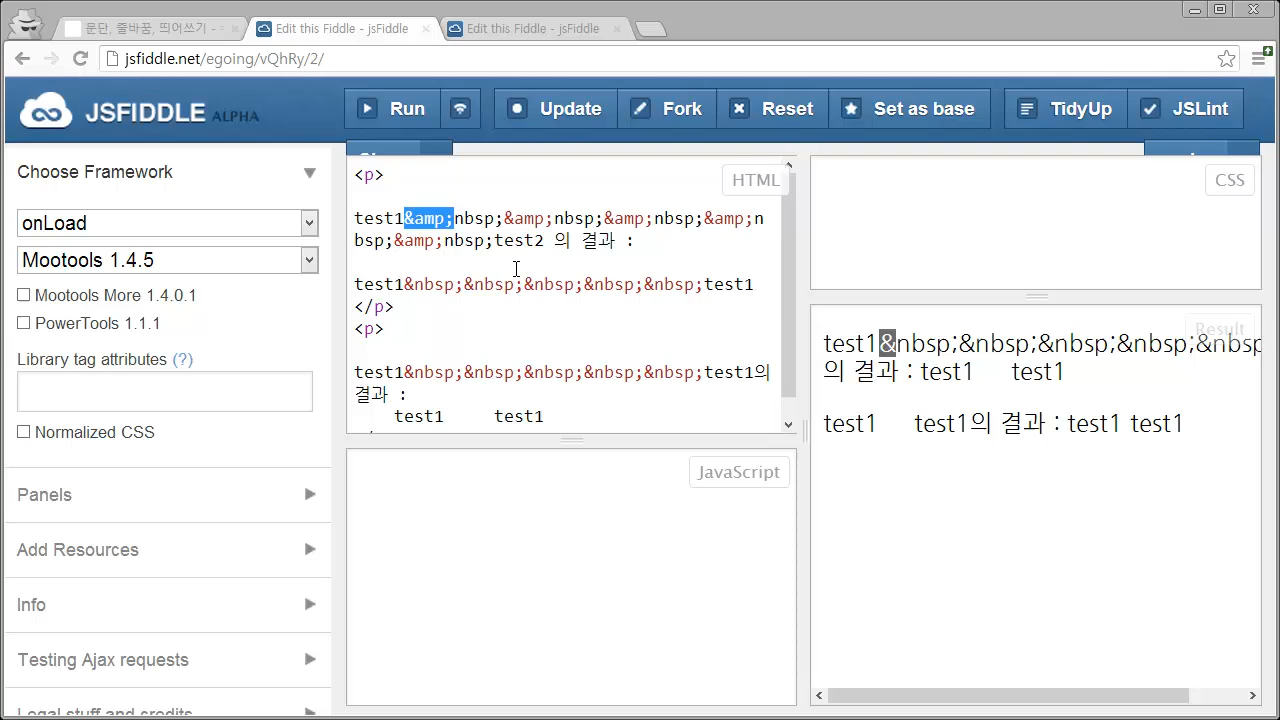 문단, 줄바꿈, 띄어쓰기 -
Edit this Fiddle - jsFiddle
Edit this Fiddle - jsFiddle
jsfiddle.net/egoing/vQhRy/2/
JSFIDDLE ALPHA
Run
Update
Fork
Reset
Set as base
TidyUp
JSLint
Choose Framework
onLoad
Mootools 1.4.5
Mootools More 1.4.0.1
PowerTools 1.1.1
Library tag attributes (?)
Normalized CSS
Panels
Add Resources
Info
Testing Ajax requests
Legal stuff and credits
HTML
<p>
test1&amp;nbsp;&amp;nbsp;&amp;nbsp;&amp;n
bsp;&amp;nbsp;test2 의 결과 :
test1&nbsp;&nbsp;&nbsp;&nbsp;&nbsp;test1
</p>
<p>
test1&nbsp;&nbsp;&nbsp;&nbsp;&nbsp;test1의
결과 :
test1     test1
CSS
JavaScript
Result
test1&nbsp;&nbsp;&nbsp;&nbsp;&nbsp
의 결과 : test1     test1
test1     test1의 결과 : test1 test1